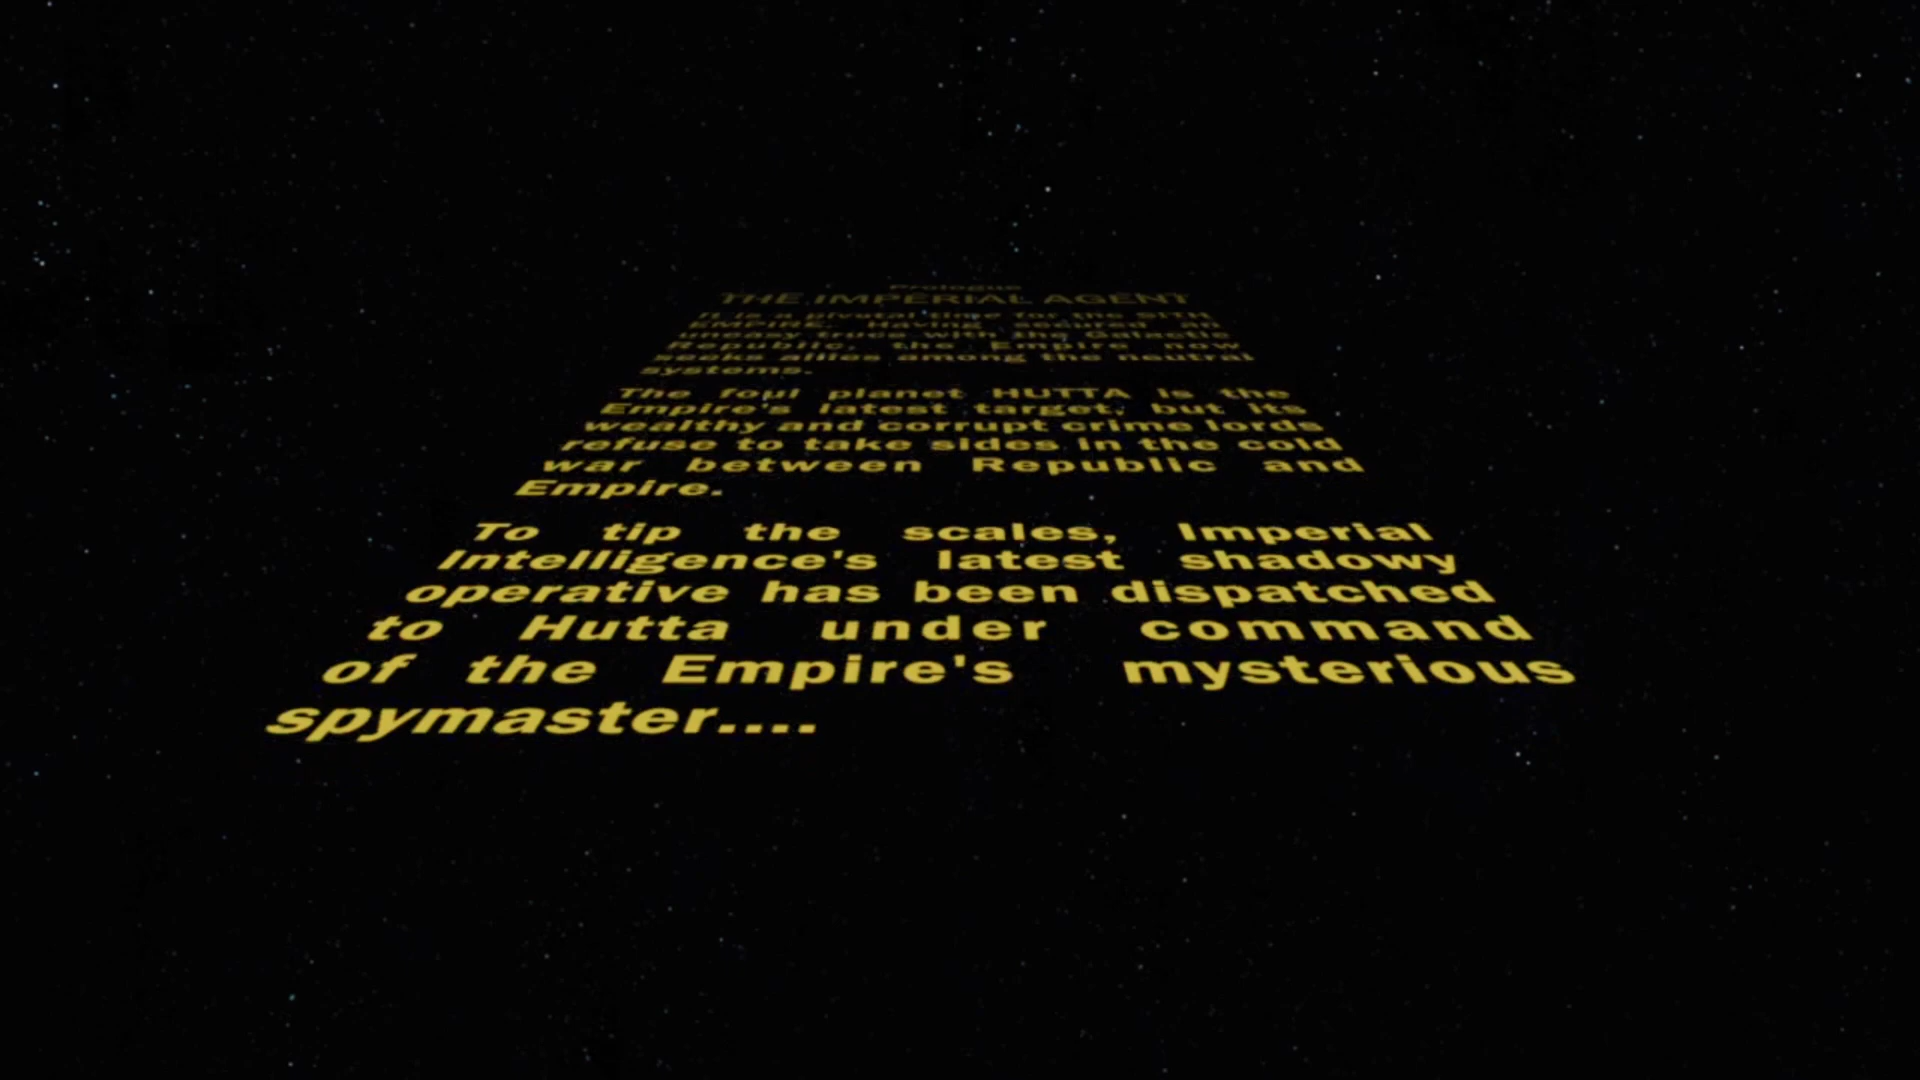 Prologue
THE IMPERIAL AGENT
It is a pivotal time for the SITH
EMPIRE. Having secured an
uneasy truce with the Galactic
Republic, the Empire now
seeks allies among the neutral
systems.
The foul planet HUTTA is the
Empire's latest target, but its
wealthy and corrupt crime lords
refuse to take sides in the cold
war between Republic and
Empire.
To tip the scales, Imperial
Intelligence's latest shadowy
operative has been dispatched
to Hutta under command
of the Empire's mysterious
spymaster....